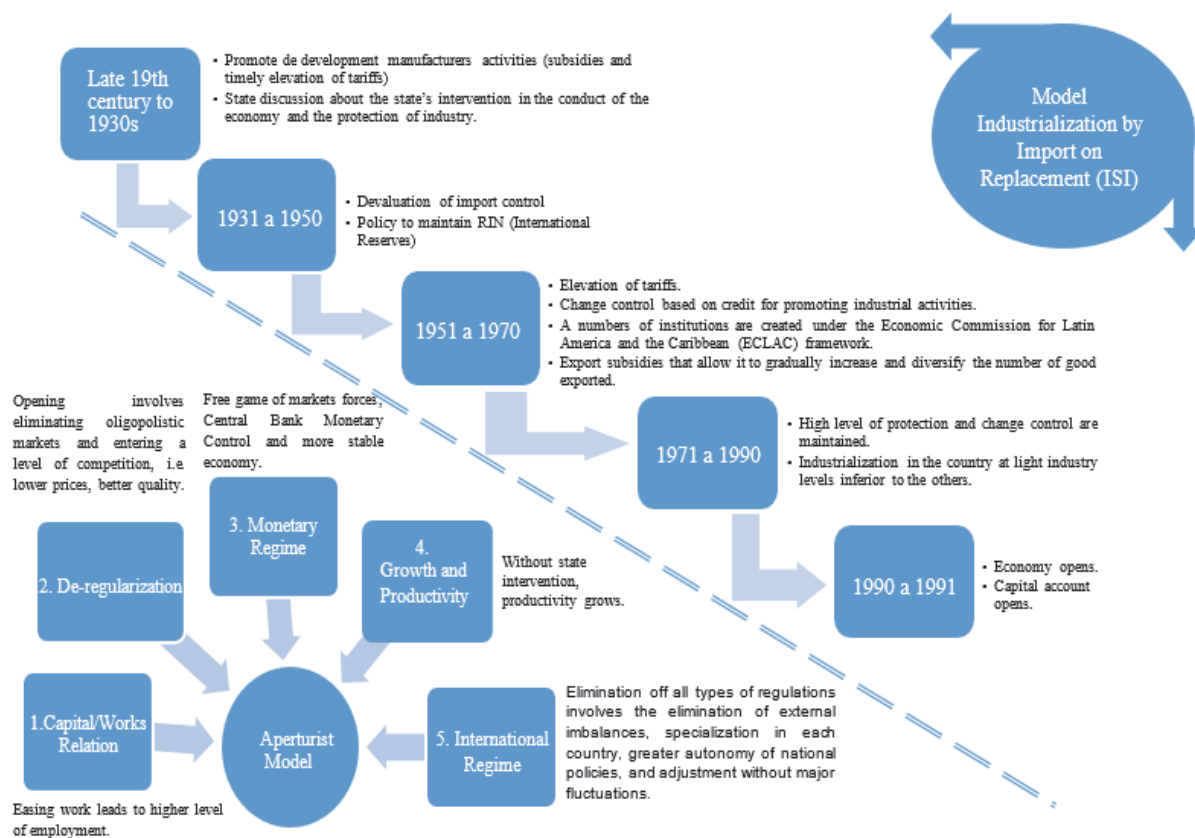 Late 19th
century to
1930s
▪ Promote de development manufacturers activities (subsidies and
timely elevation of tariffs)
▪ State discussion about the state's intervention in the conduct of the
economy and the protection of industry.
Model
Industrialization by
Import on
Replacement (ISI)
1931 a 1950
▪ Devaluation of import control
▪ Policy to maintain RIN (International
Reserves)
1951 a 1970
▪ Elevation of tariffs.
▪ Change control based on credit for promoting industrial activities.
▪ A numbers of institutions are created under the Economic Commission for Latin
America and the Caribbean (ECLAC) framework.
▪ Export subsidies that allow it to gradually increase and diversify the number of good
exported.
1971 a 1990
▪ High level of protection and change control are
maintained.
▪ Industrialization in the country at light industry
levels inferior to the others.
1990 a 1991
▪ Economy opens.
▪ Capital account
opens.
Opening involves
eliminating oligopolistic
markets and entering a
level of competition, i.e.
lower prices, better quality.
Free game of markets forces,
Central Bank Monetary
Control and more stable
economy.
3. Monetary
Regime
2. De-regularization
4.
Growth and
Productivity
Without state
intervention,
productivity grows.
1.Capital/Works
Relation
Aperturist
Model
5. International
Regime
Elimination off all types of regulations
involves the elimination of external
imbalances, specialization in each
country, greater autonomy of national
policies, and adjustment without major
fluctuations.
Easing work leads to higher level
of employment.